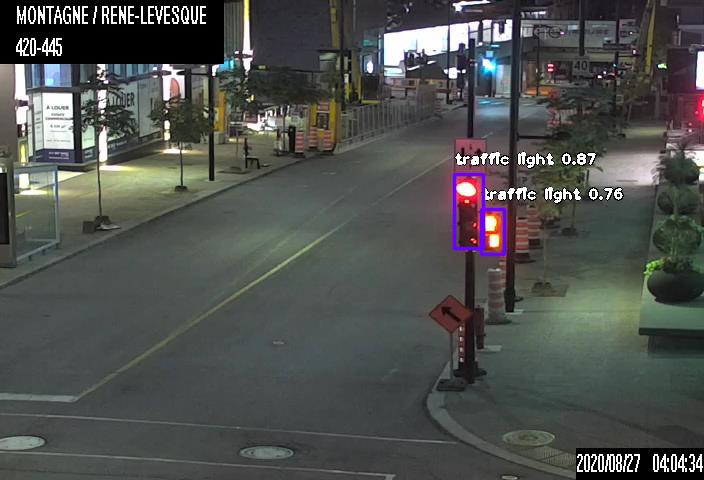 MONTAGNE / RENE-LEVESQUE
420-445
A LOUER
LOUER
40
traffic light 0.87
traffic light 0.76
2020/08/27 04:04:34